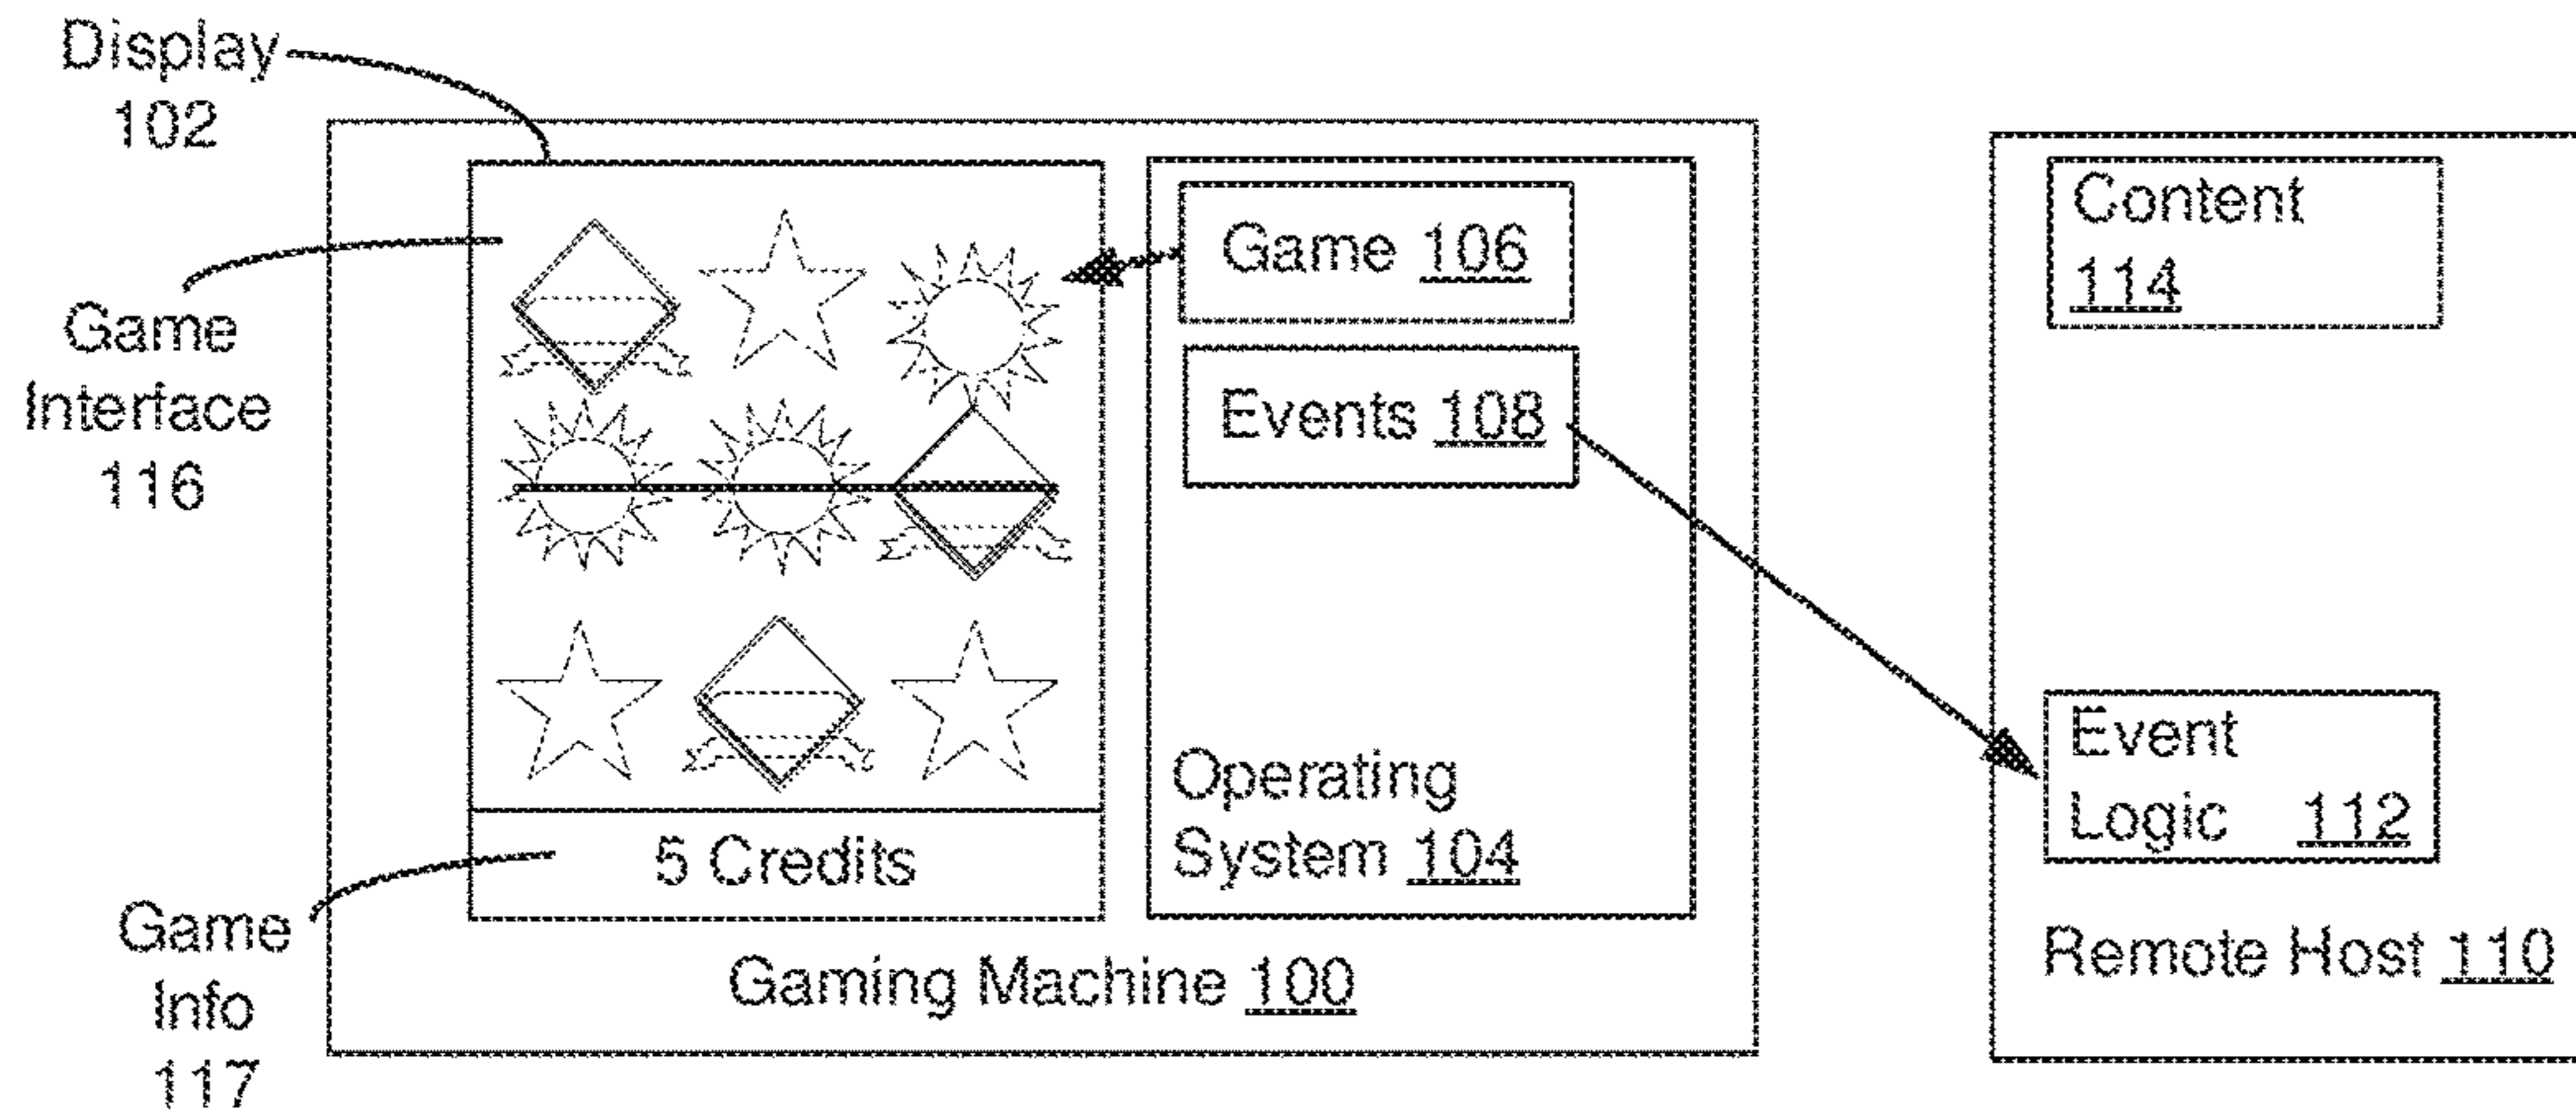 Display
102
Game
Interface
116
Game
Info
117
5 Credits
Game 106
Events 108
Operating
System 104
Gaming Machine 100
Content
114
Event
Logic 112
Remote Host 110